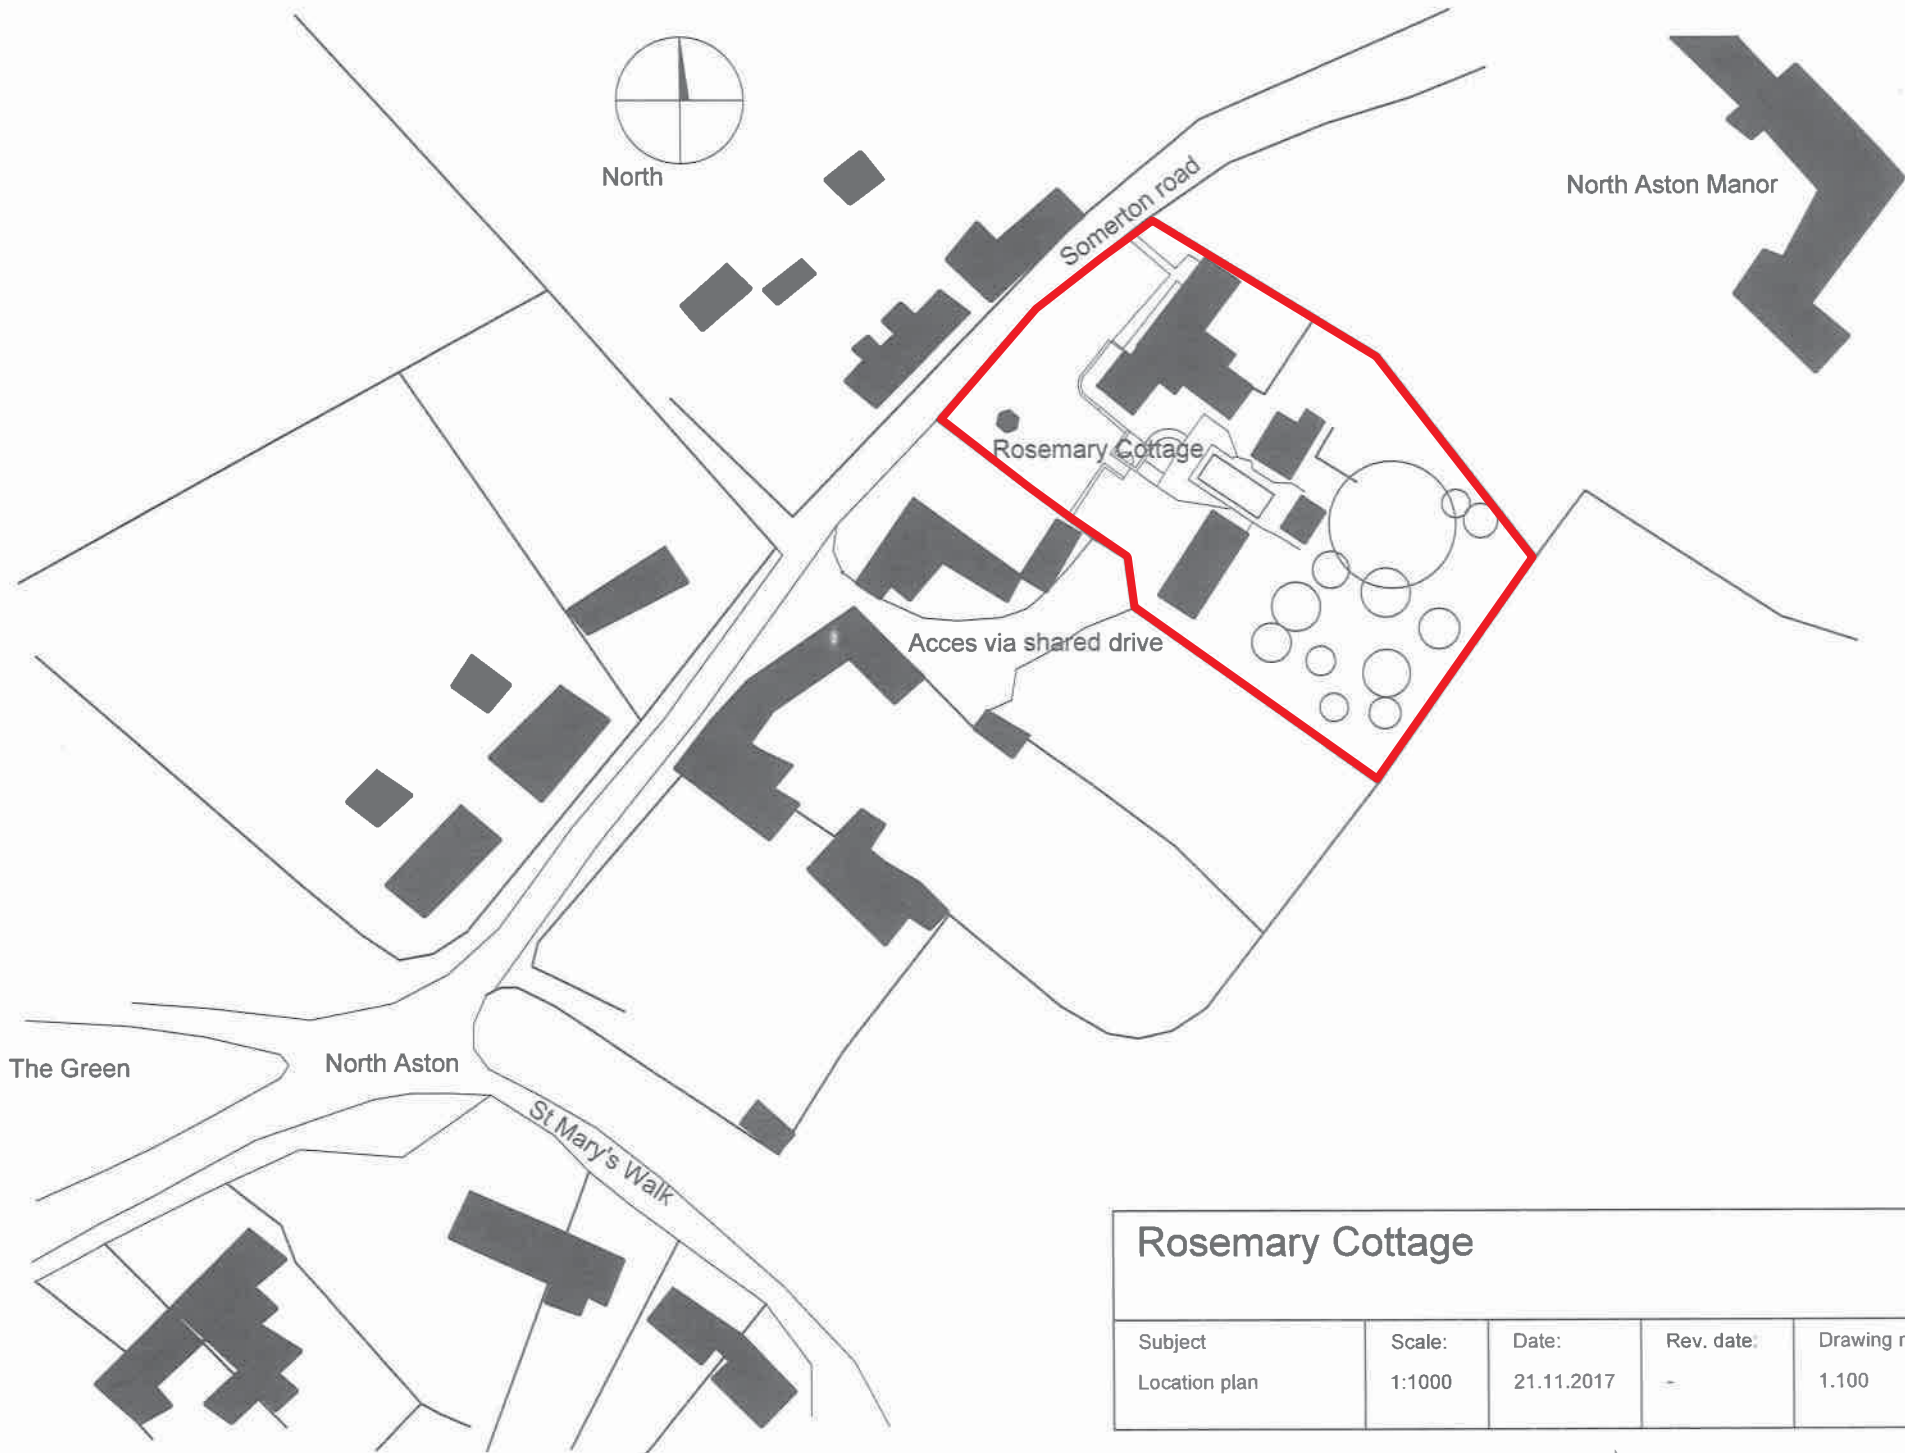 North
Somerton road
North Aston Manor
Rosemary Cottage
Acces via shared drive
The Green
North Aston
St Mary's Walk
Rosemary Cottage
Subject
Scale:
Date:
Rev. date:
Drawing
Location plan
1:1000
21.11.2017
-
1.100